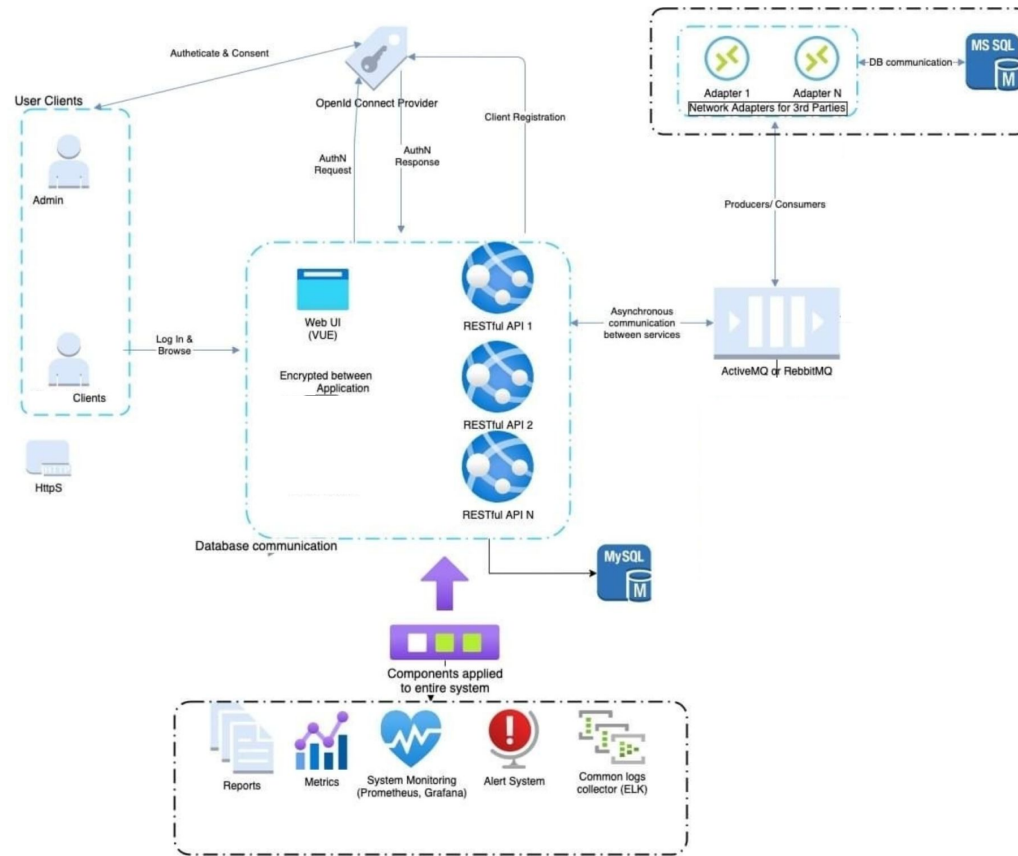 Autheticate & Consent
OpenId Connect Provider
Client Registration
AuthN
Request
AuthN
Response
User Clients
Admin
Clients
HttpS
Log In &
Browse
Web UI
(VUE)
Encrypted between
Application
RESTful API 1
RESTful API 2
RESTful API N
Asynchronous
communication
between services
ActiveMQ or RebbitMQ
Producers/ Consumers
Adapter 1
Adapter N
Network Adapters for 3rd Parties
DB communication
MS SQL
M
Database communication
MySQL
M
Components applied
to entire system
Reports
Metrics
System Monitoring
(Prometheus, Grafana)
Alert System
Common logs
collector (ELK)